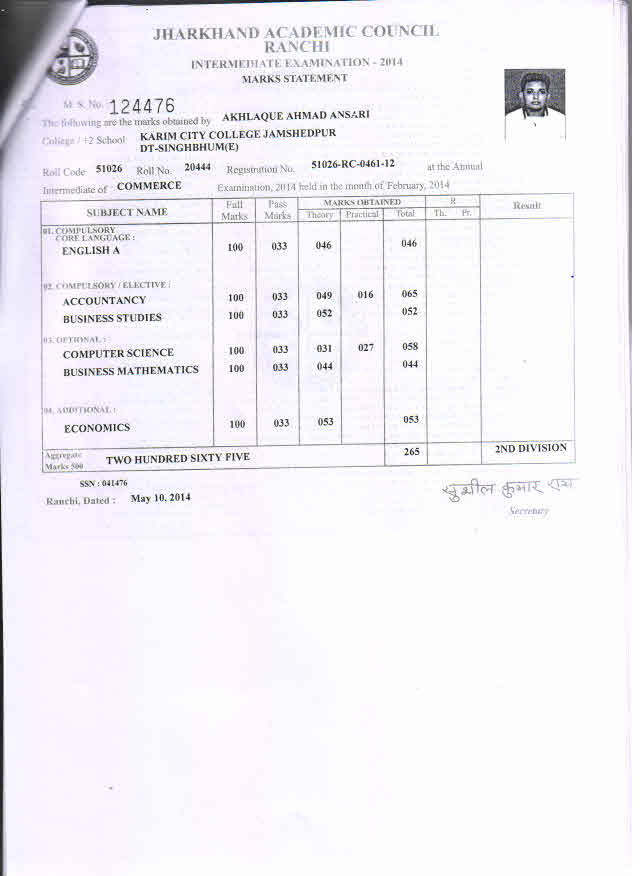 JHARKHAND ACADEMIC COUNCIL
RANCHI
INTERMEDIATE EXAMINATION - 2014
MARKS STATEMENT
M. S. No. 124476
The following are the marks obtained by AKHLAQUE AHMAD ANSARI
College / +2 School KARIM CITY COLLEGE JAMSHEDPUR
DT-SINGHBHUM(E)
Roll Code 51026 Roll No. 20444 Registration No. 51026-RC-0461-12 at the Annual
Intermediate of COMMERCE Examination, 2014 held in the month of February, 2014
SUBJECT NAME Full Marks Pass Marks MARKS OBTAINED R Result
Theory Practical Total Th. Pr.
01. COMPULSORY
CORE LANGUAGE :
ENGLISH A 100 033 046 046
02. COMPULSORY / ELECTIVE :
ACCOUNTANCY 100 033 049 016 065
BUSINESS STUDIES 100 033 052 052
03. OPTIONAL :
COMPUTER SCIENCE 100 033 031 027 058
BUSINESS MATHEMATICS 100 033 044 044
04. ADDITIONAL :
ECONOMICS 100 033 053 053
Aggregate Marks 500 TWO HUNDRED SIXTY FIVE 265 2ND DIVISION
SSN : 041476
Ranchi, Dated : May 10, 2014
सुशील कुमार राय
Secretary